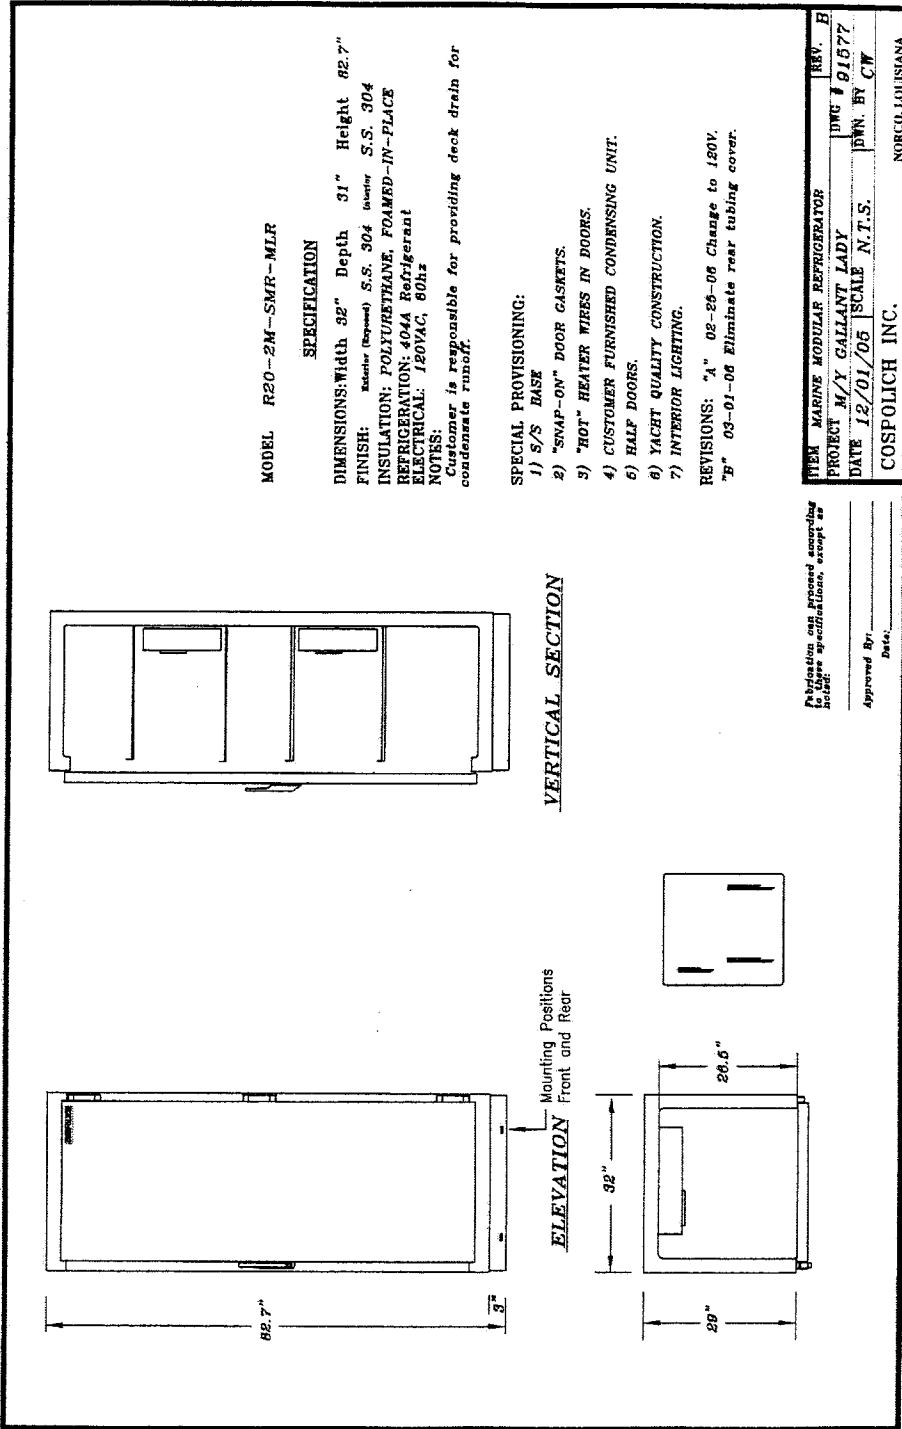 MODEL R20-2M-SMR-MLR
SPECIFICATION
DIMENSIONS:Width 32" Depth 31" Height 82.7"
FINISH: Exterior (Exposed) S.S. 304 Interior S.S. 304
INSULATION: POLYURETHANE, FOAMED-IN-PLACE
REFRIGERATION: 404A Refrigerant
ELECTRICAL: 120VAC, 60hz
NOTES:
Customer is responsible for providing deck drain for
condensate runoff.
SPECIAL PROVISIONING:
1) S/S BASE
2) "SNAP-ON" DOOR GASKETS.
3) "HOT" HEATER WIRES IN DOORS.
4) CUSTOMER FURNISHED CONDENSING UNIT.
5) HALF DOORS.
6) YACHT QUALITY CONSTRUCTION.
7) INTERIOR LIGHTING.
REVISIONS: "A" 02-25-06 Change to 120V.
"B" 03-01-06 Eliminate rear tubing cover.
VERTICAL SECTION
82.7"
3"
Mounting Positions
Front and Rear
ELEVATION
32"
29"
26.5"
Fabrication can proceed according
to these specifications, except as
noted:
Approved By:
Date:
ITEM MARINE MODULAR REFRIGERATOR REV. B
PROJECT M/Y GALLANT LADY DWG # 91577
DATE 12/01/05 SCALE N.T.S. DWN. BY CW
COSPOLICH INC.
NORCO, LOUISIANA